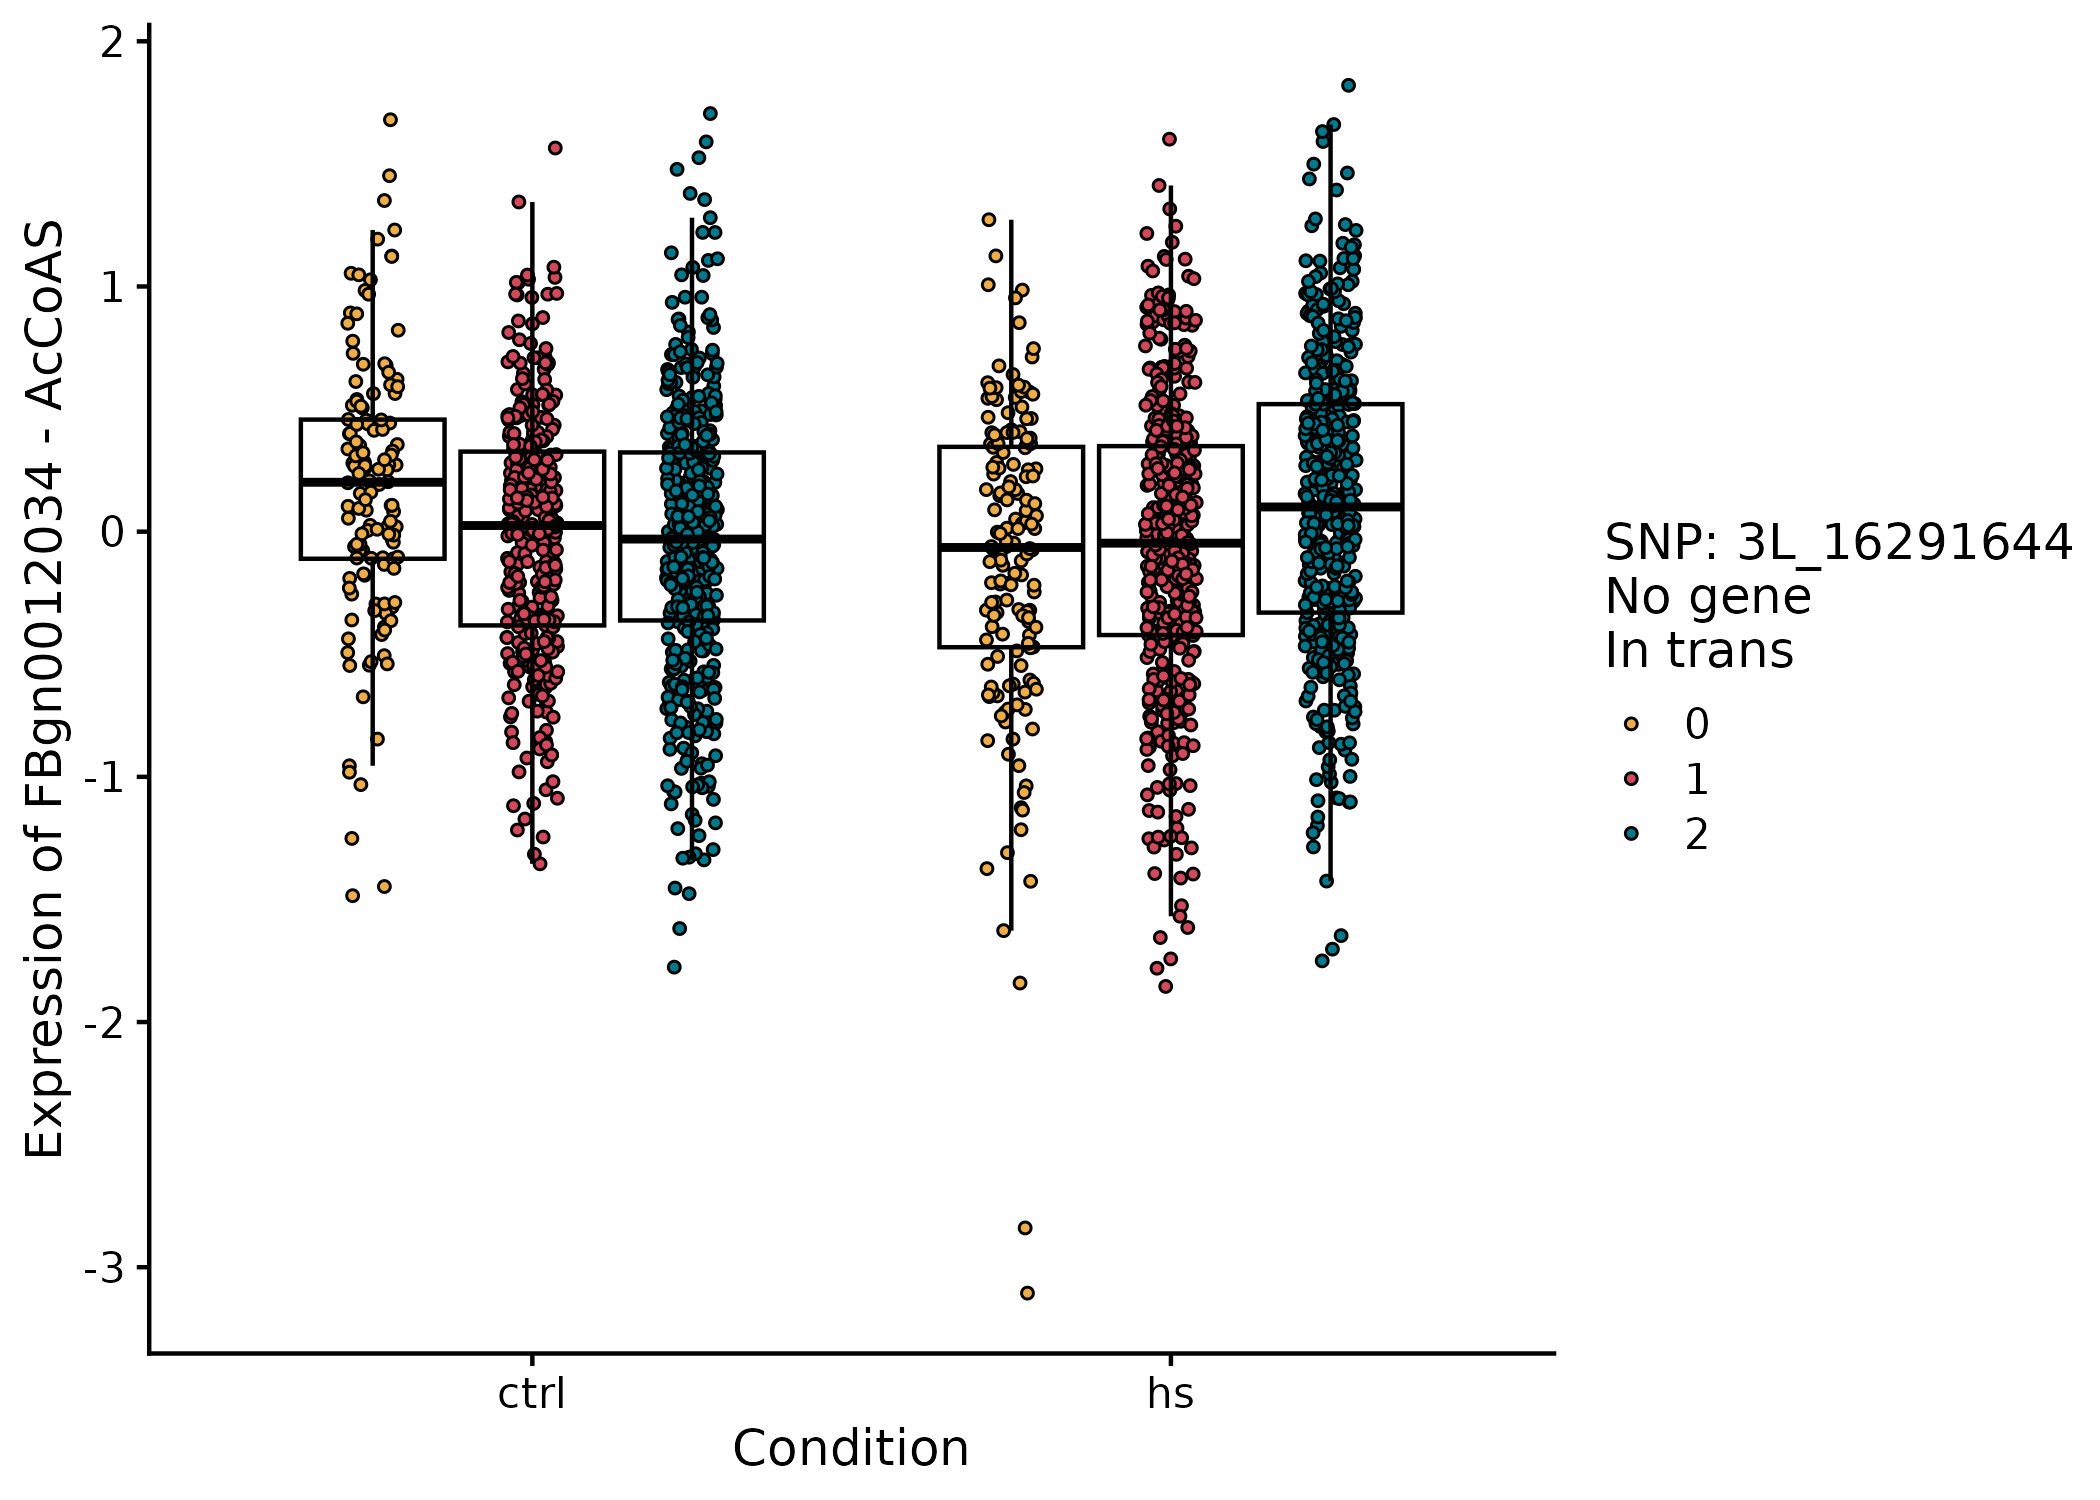 Expression of FBgn0012034 - AcCoAS
2
1
0
-1
-2
-3
ctrl
hs
Condition
SNP: 3L_16291644
No gene
In trans
0
1
2